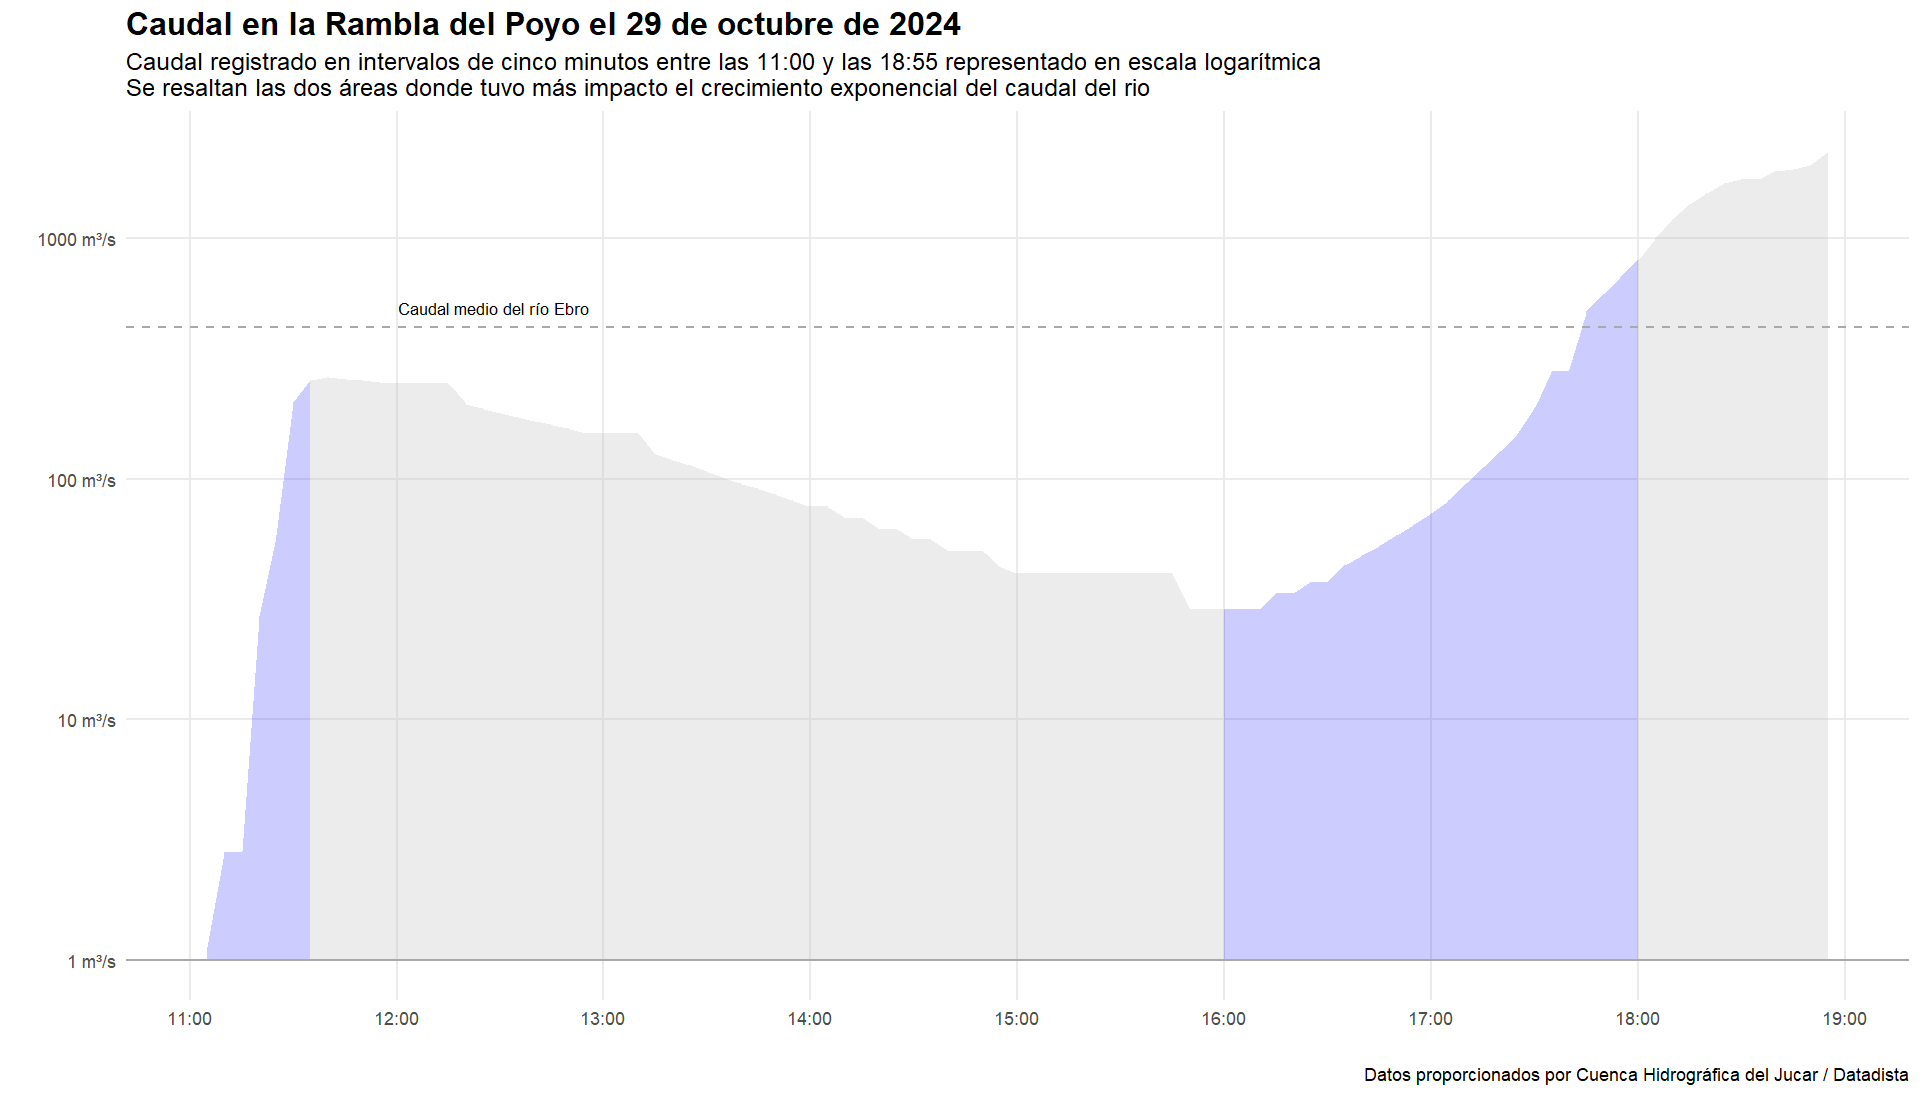 Caudal en la Rambla del Poyo el 29 de octubre de 2024
Caudal registrado en intervalos de cinco minutos entre las 11:00 y las 18:55 representado en escala logarítmica
Se resaltan las dos áreas donde tuvo más impacto el crecimiento exponencial del caudal del rio
1000 m³/s
Caudal medio del río Ebro
100 m³/s
10 m³/s
1 m³/s
11:00 12:00 13:00 14:00 15:00 16:00 17:00 18:00 19:00
Datos proporcionados por Cuenca Hidrográfica del Jucar / Datadista